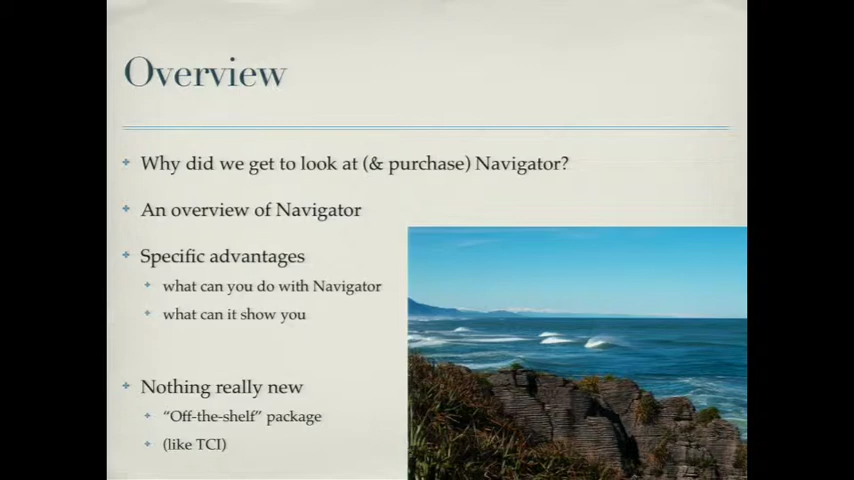 Overview
Why did we get to look at (& purchase) Navigator?
An overview of Navigator
Specific advantages
what can you do with Navigator
what can it show you
Nothing really new
“Off-the-shelf” package
(like TCI)